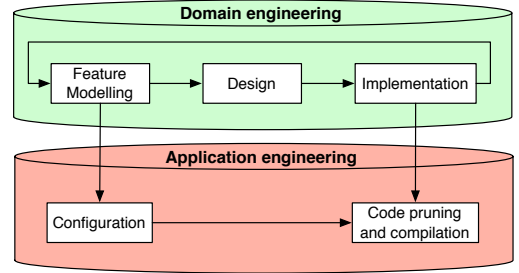 Domain engineering
Feature
Modelling
Design
Implementation
Application engineering
Configuration
Code pruning
and compilation